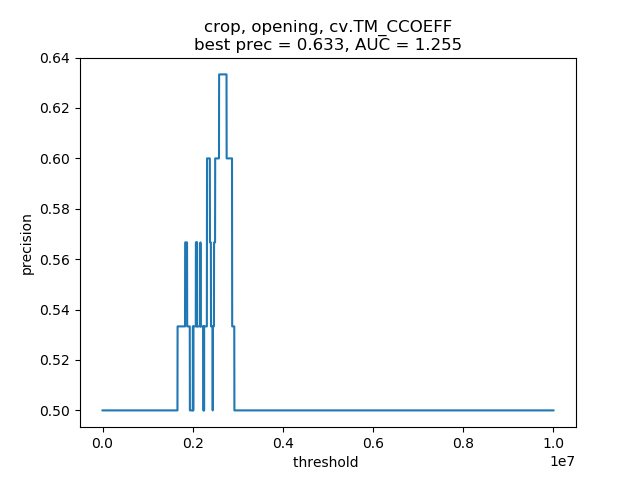 crop, opening, cv.TM_CCOEFF
best prec = 0.633, AUC = 1.255
0.64
0.62
0.60
0.58
0.56
0.54
0.52
0.50
precision
0.0 0.2 0.4 0.6 0.8 1.0
threshold 1e7